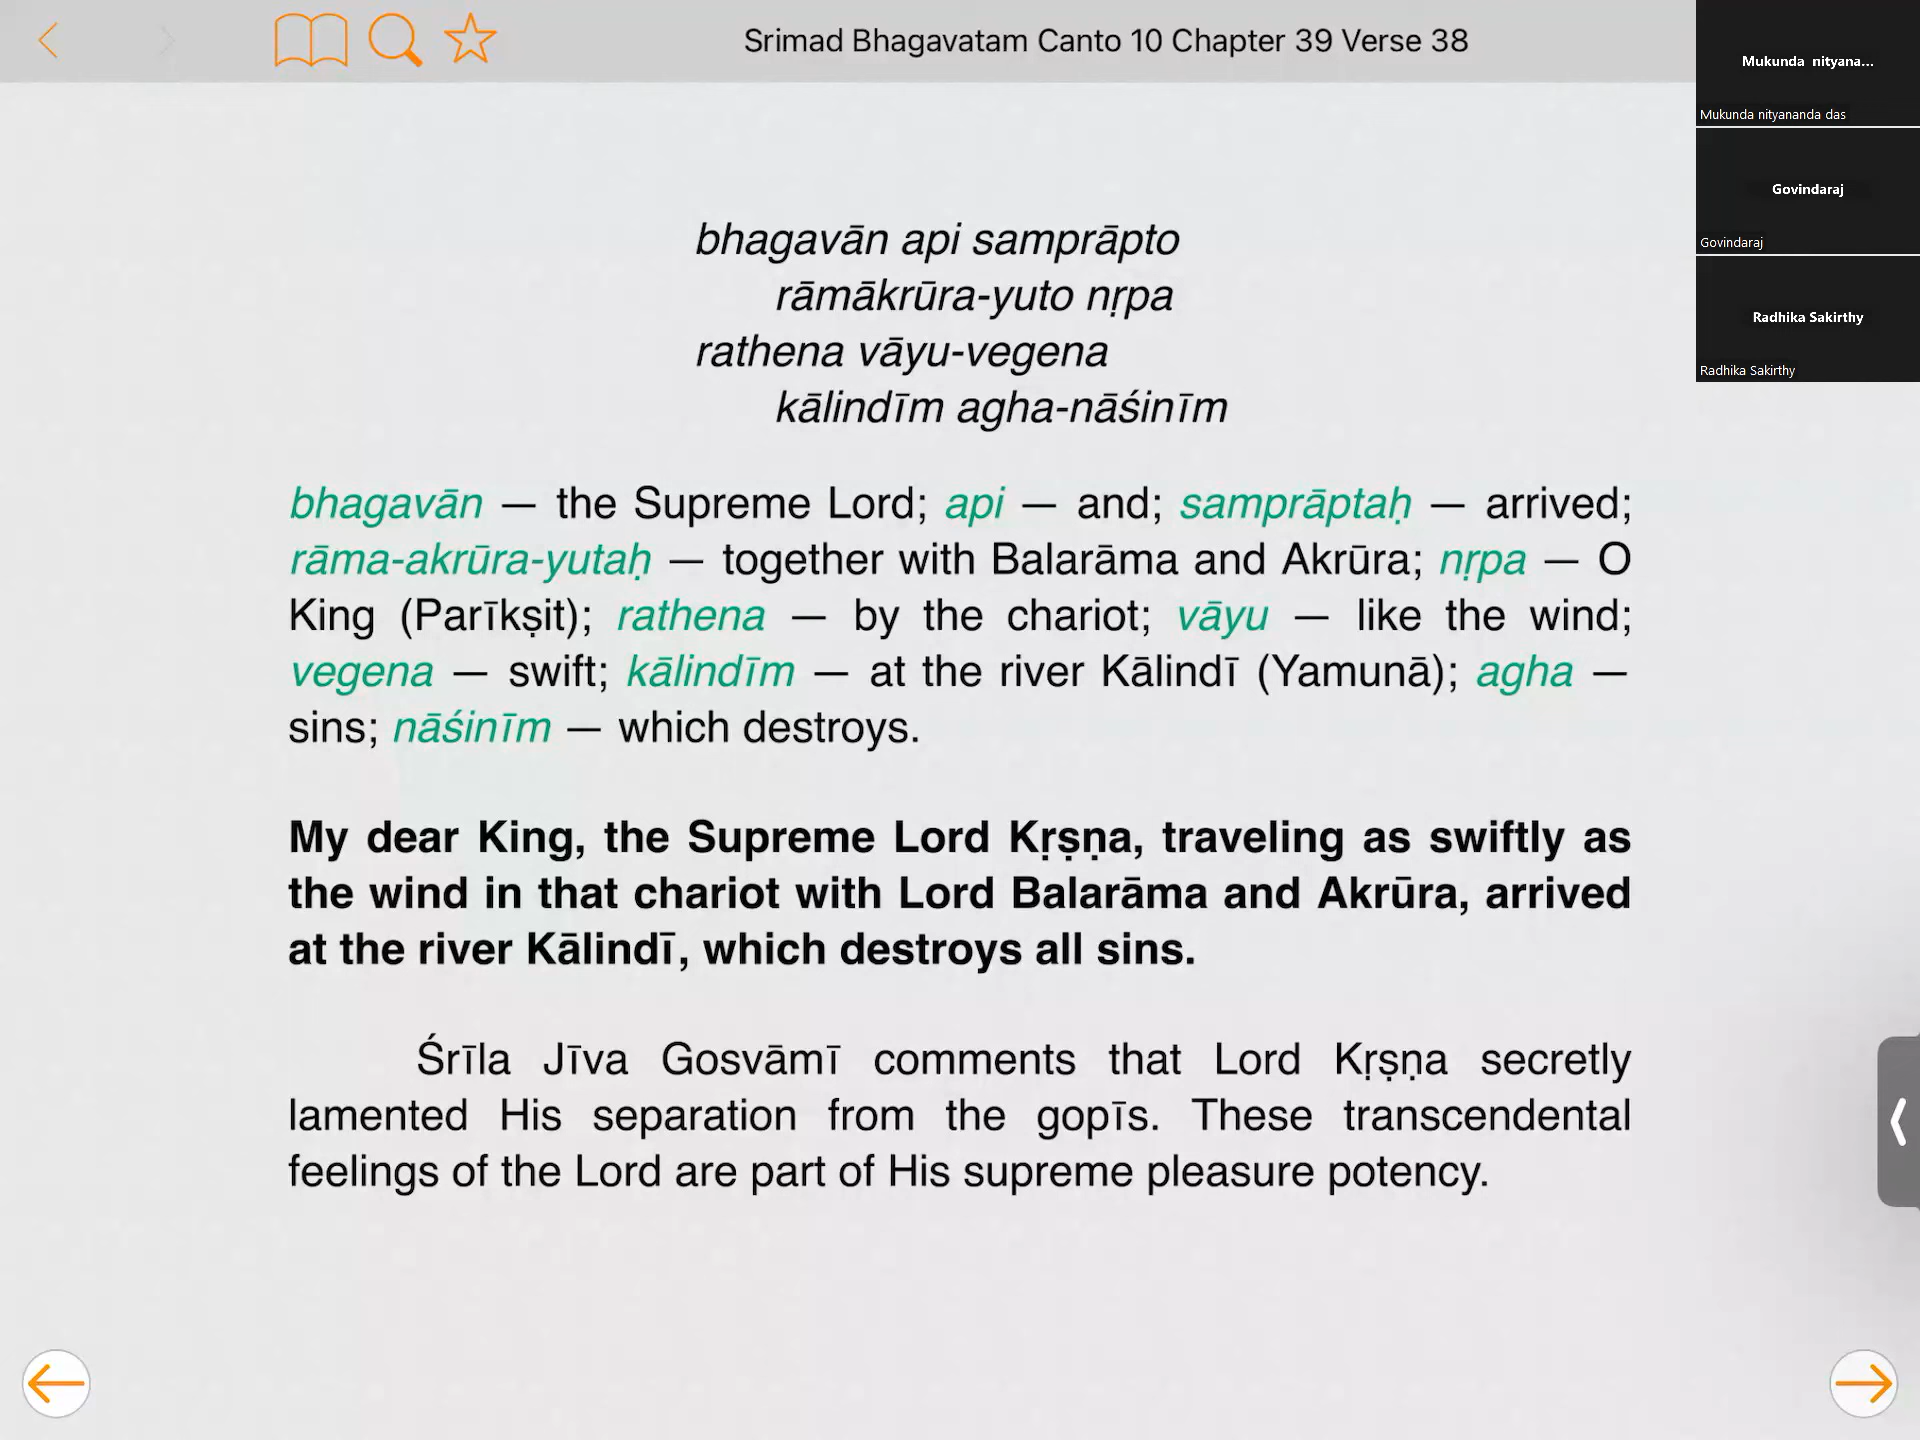 Srimad Bhagavatam Canto 10 Chapter 39 Verse 38
Mukunda nityana...
Mukunda nityananda das
Govindaraj
Govindaraj
Radhika Sakirthy
Radhika Sakirthy
bhagavān api samprāpto
rāmākrūra-yuto nṛpa
rathena vāyu-vegena
kālindīm agha-nāśinīm
bhagavān — the Supreme Lord; api — and; samprāptaḥ — arrived;
rāma-akrūra-yutaḥ — together with Balarāma and Akrūra; nṛpa — O
King (Parīkṣit); rathena — by the chariot; vāyu — like the wind;
vegena — swift; kālindīm — at the river Kālindī (Yamunā); agha —
sins; nāśinīm — which destroys.
My dear King, the Supreme Lord Kṛṣṇa, traveling as swiftly as
the wind in that chariot with Lord Balarāma and Akrūra, arrived
at the river Kālindī, which destroys all sins.
Śrīla Jīva Gosvāmī comments that Lord Kṛṣṇa secretly
lamented His separation from the gopīs. These transcendental
feelings of the Lord are part of His supreme pleasure potency.